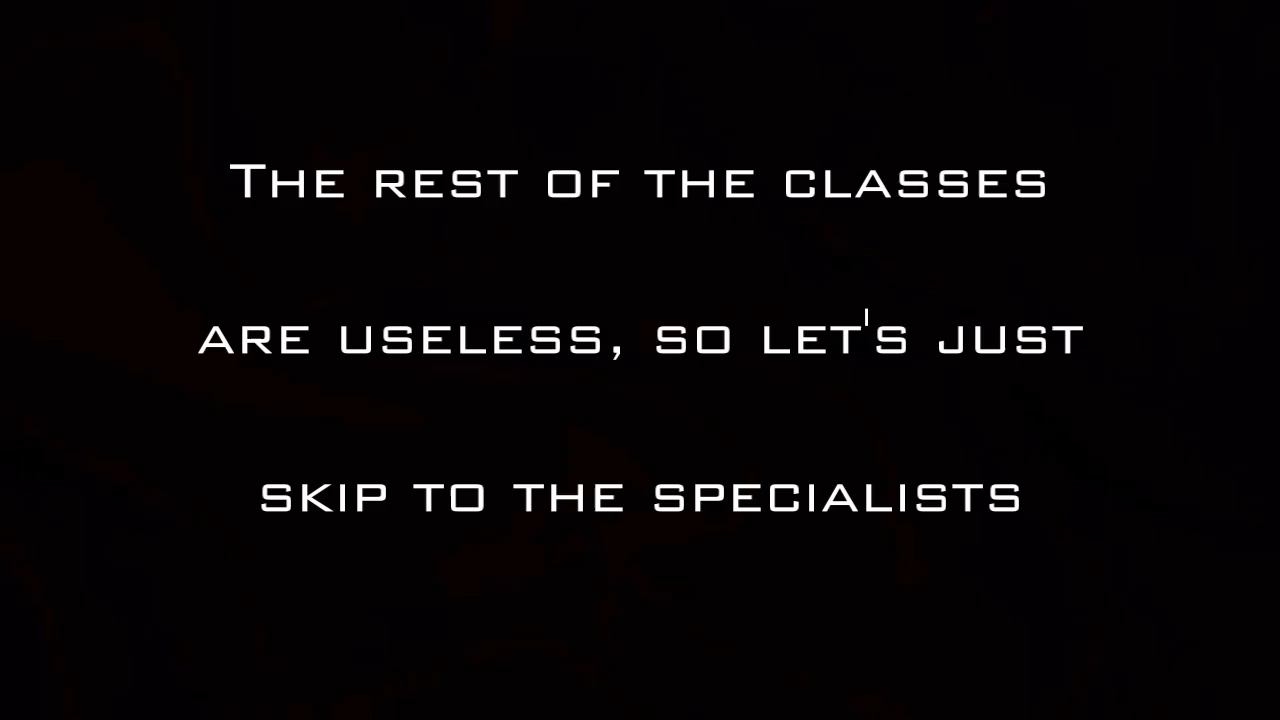 The rest of the classes
are useless, so let's just
skip to the specialists